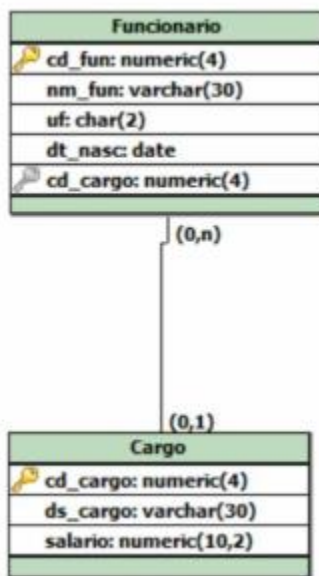 Funcionario
cd_fun: numeric(4)
nm_fun: varchar(30)
uf: char(2)
dt_nasc: date
cd_cargo: numeric(4)
(0,n)
(0,1)
Cargo
cd_cargo: numeric(4)
ds_cargo: varchar(30)
salario: numeric(10,2)